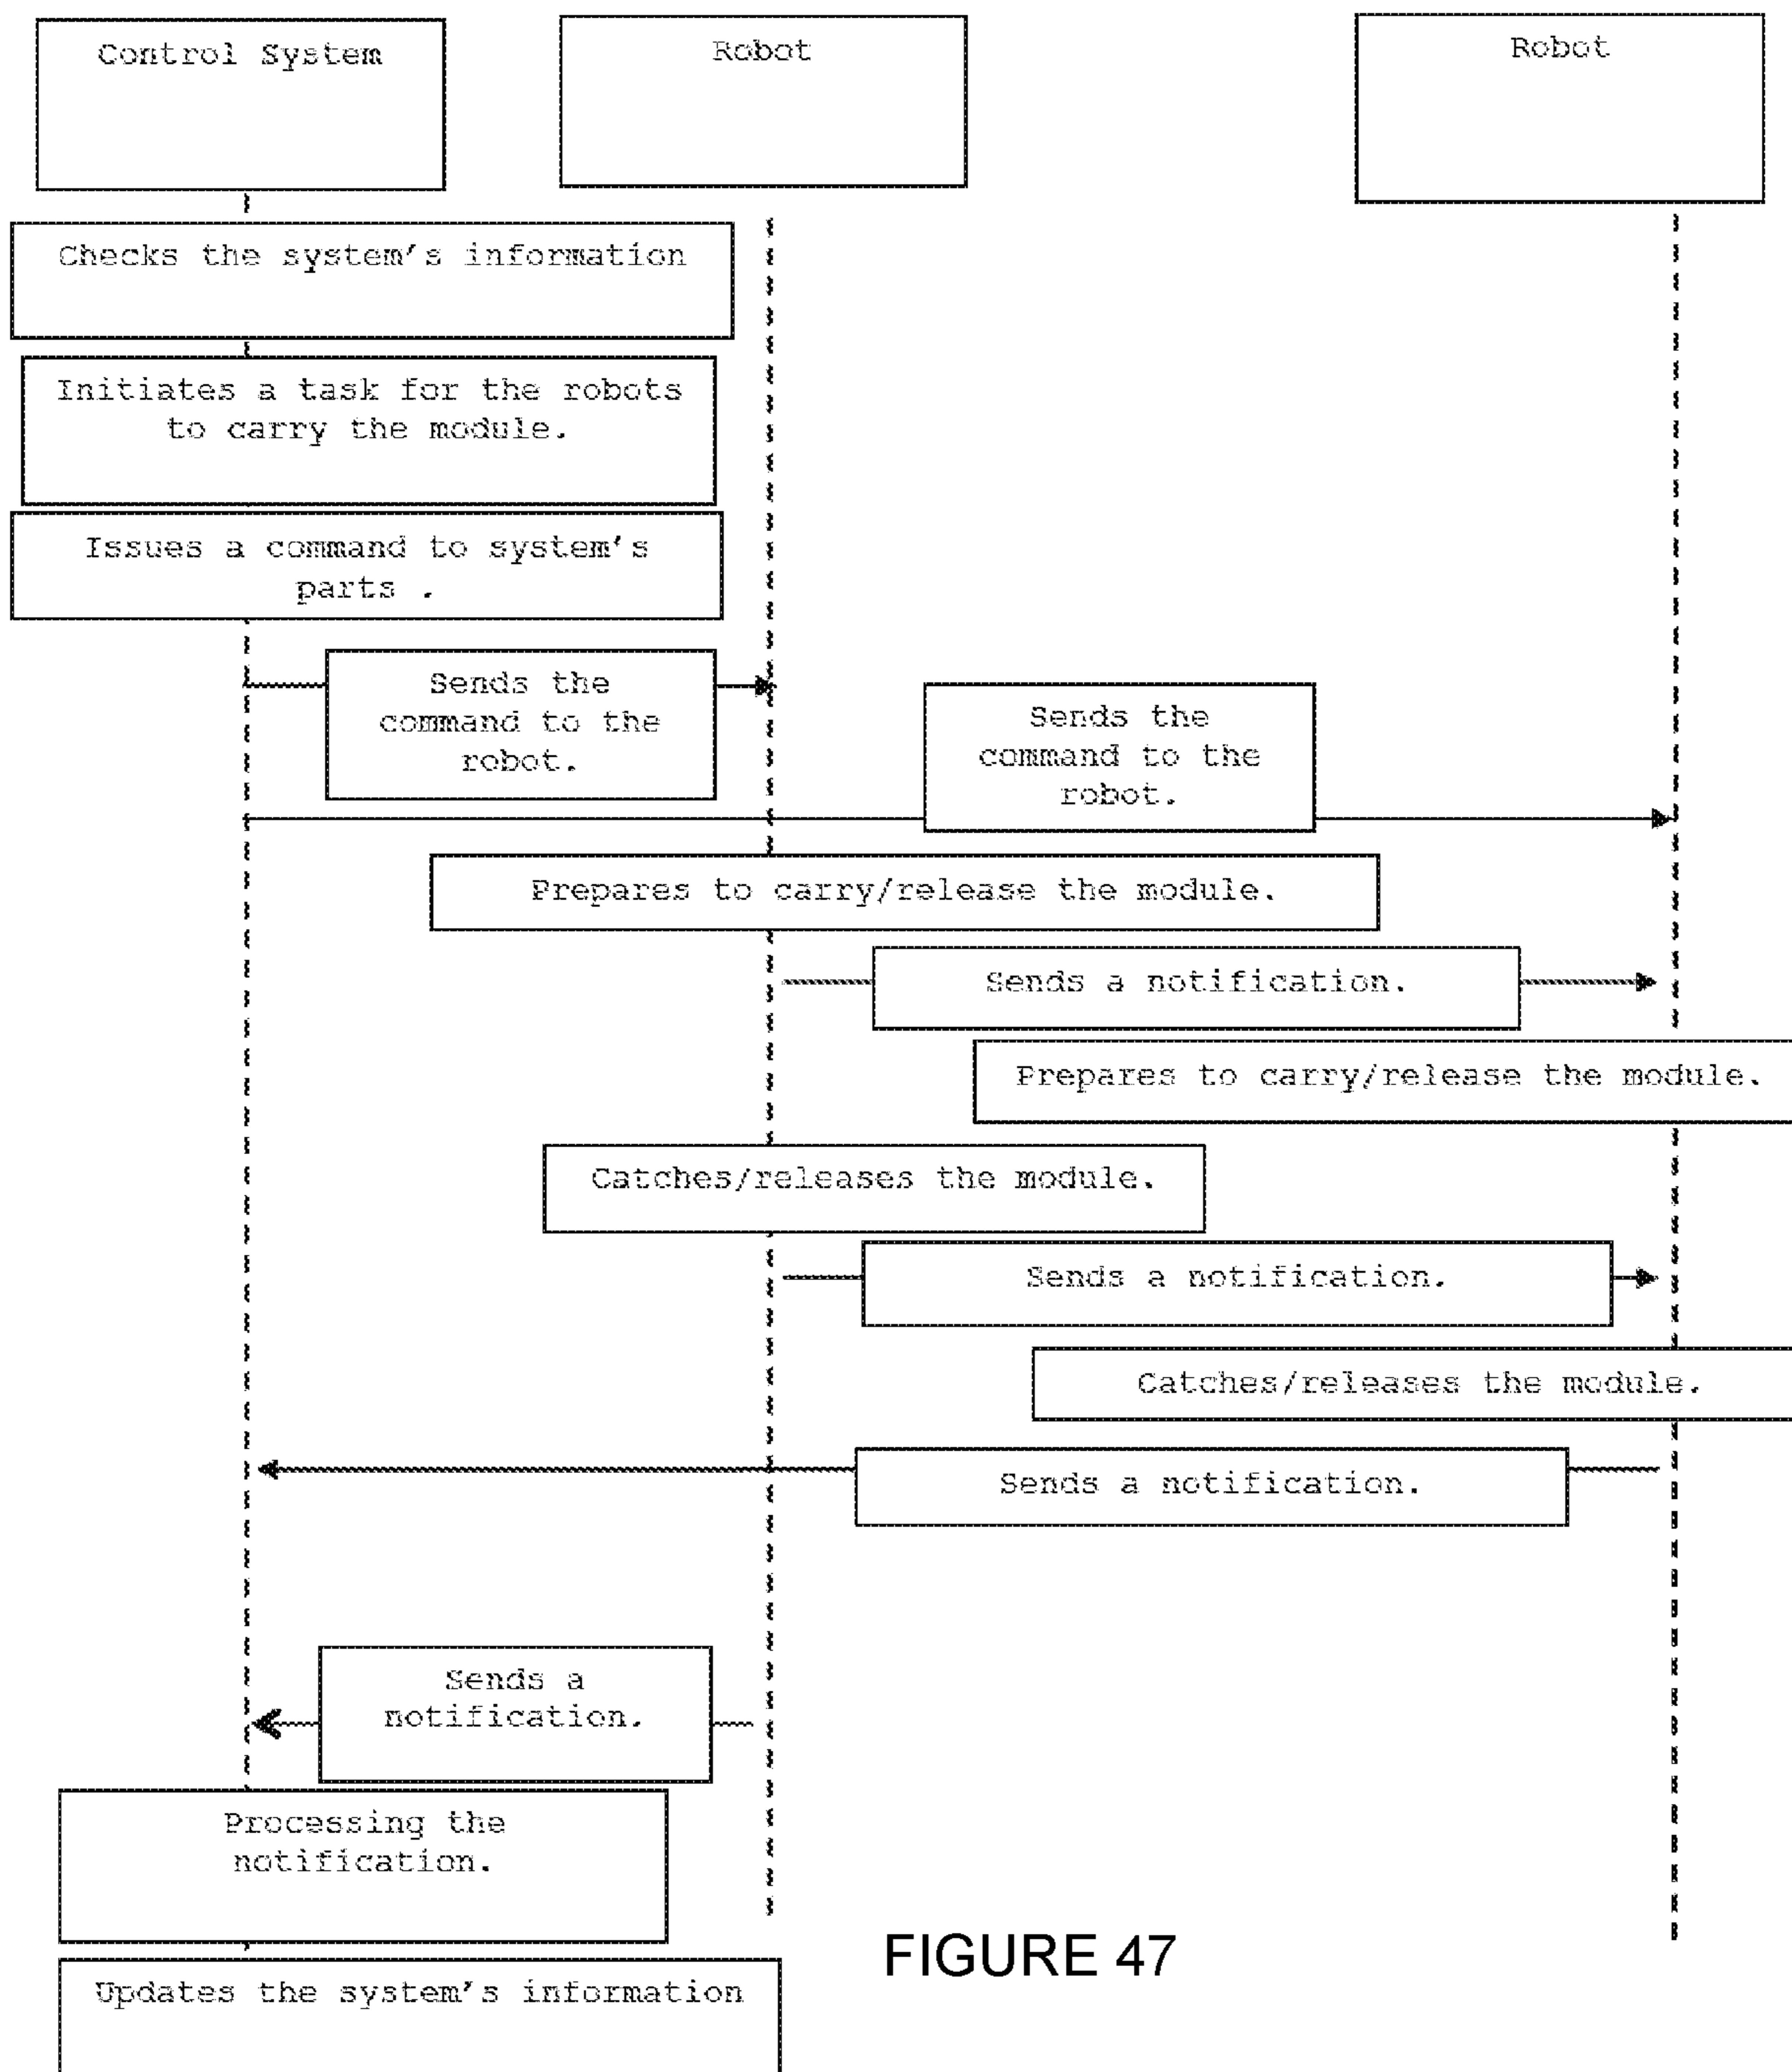 Control System
Robot
Robot
Checks the system's information
Initiates a task for the robots
to carry the module.
Issues a command to system's
parts .
Sends the
command to the
robot.
Sends the
command to the
robot.
Prepares to carry/release the module.
Sends a notification.
Prepares to carry/release the module.
Catches/releases the module.
Sends a notification.
Catches/releases the module.
Sends a notification.
Sends a
notification.
Processing the
notification.
Updates the system's information
FIGURE 47